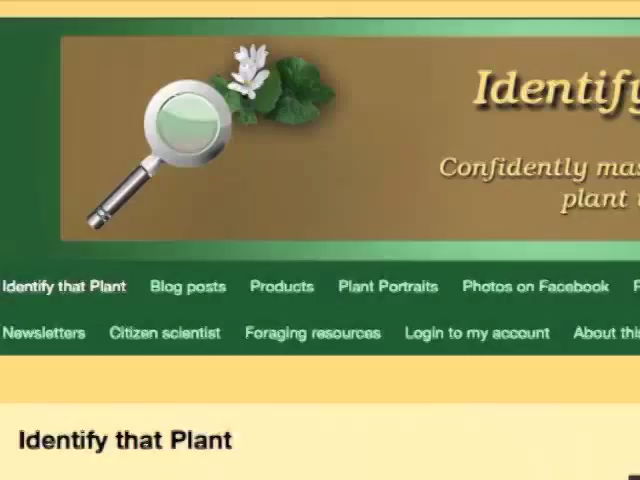 Identify
Confidently mas
plant
Identify that Plant Blog posts Products Plant Portraits Photos on Facebook
Newsletters Citizen scientist Foraging resources Login to my account About this
Identify that Plant